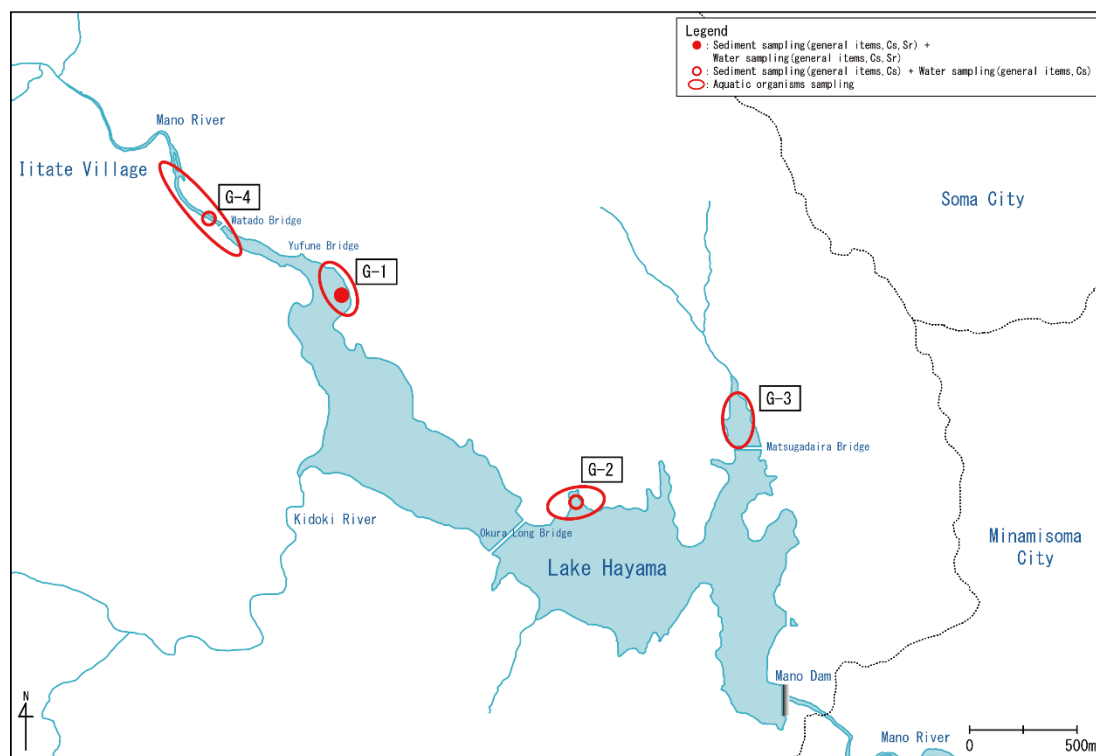 Legend
: Sediment sampling(general items,Cs,Sr) +
Water sampling(general items,Cs,Sr)
: Sediment sampling(general items,Cs) + Water sampling(general items,Cs)
: Aquatic organisms sampling
Mano River
Iitate Village
G-4
Watado Bridge
Yufune Bridge
G-1
Soma City
G-3
Matsugadaira Bridge
G-2
Kidoki River
Okura Long Bridge
Lake Hayama
Minamisoma
City
Mano Dam
N
Mano River
0
500m